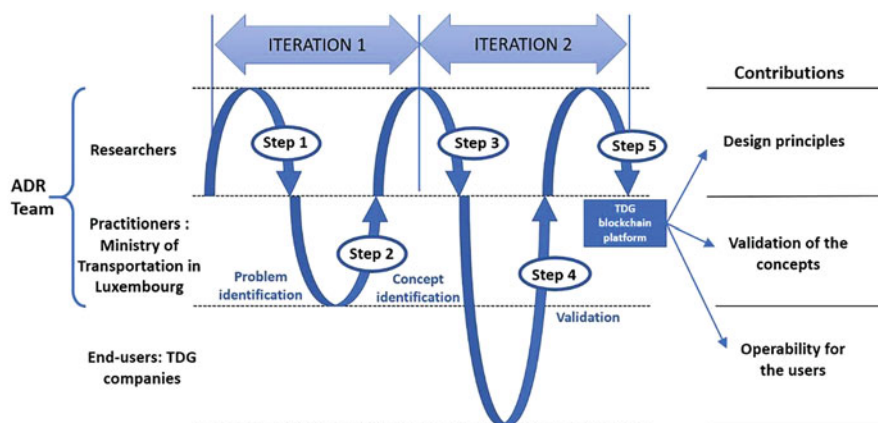 ITERATION 1
ITERATION 2
Contributions
Researchers
Step 1
Step 3
Step 5
Design principles
ADR
Team
Practitioners :
Ministry of
Transportation in
Luxembourg
TDG
blockchain
platform
Step 2
Step 4
Problem
identification
Concept
identification
Validation
Validation of the
concepts
End-users: TDG
companies
Operability for
the users